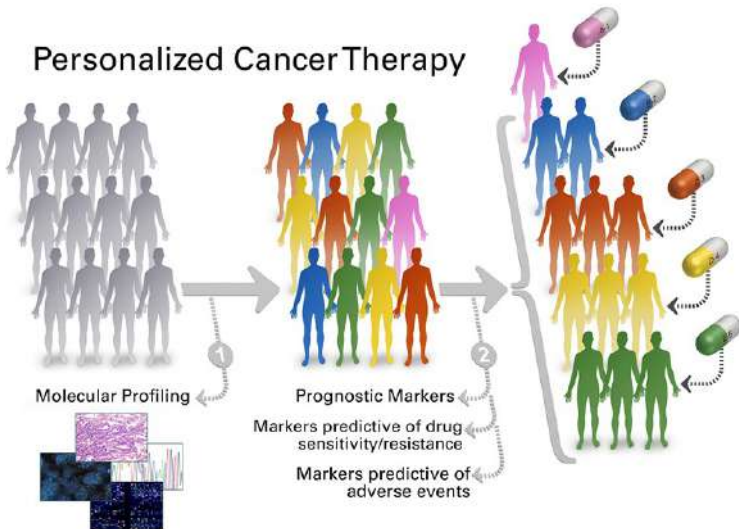 Personalized Cancer Therapy
1
2
Molecular Profiling
Prognostic Markers
Markers predictive of drug
sensitivity/resistance
Markers predictive of
adverse events